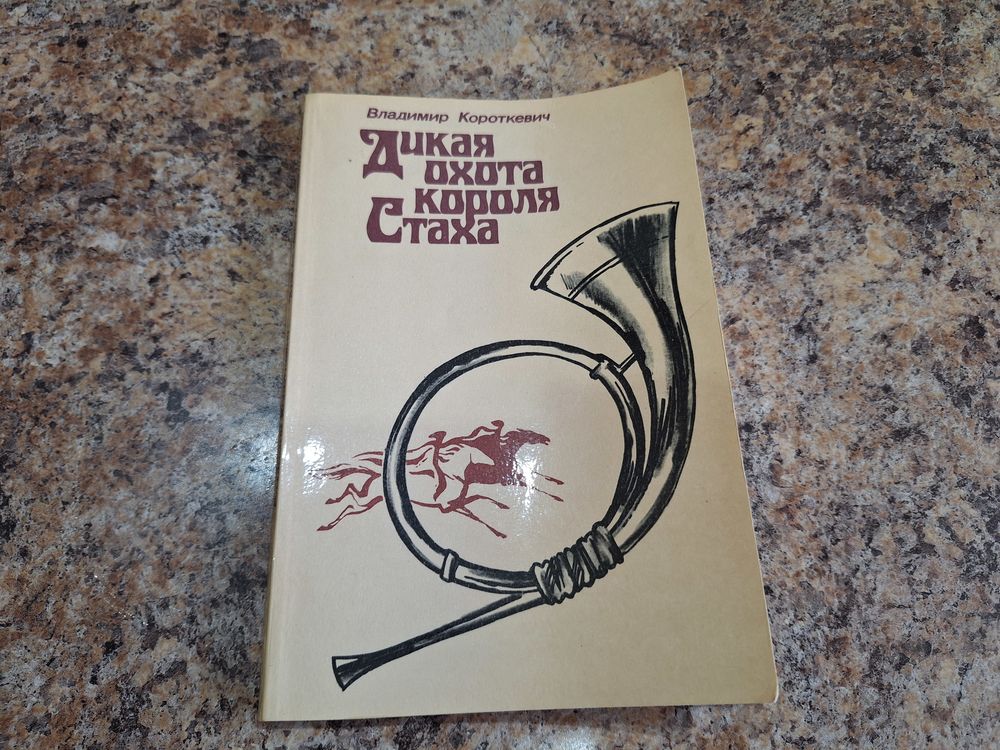 Владимир Короткевич
Дикая
охота
короля
Стаха